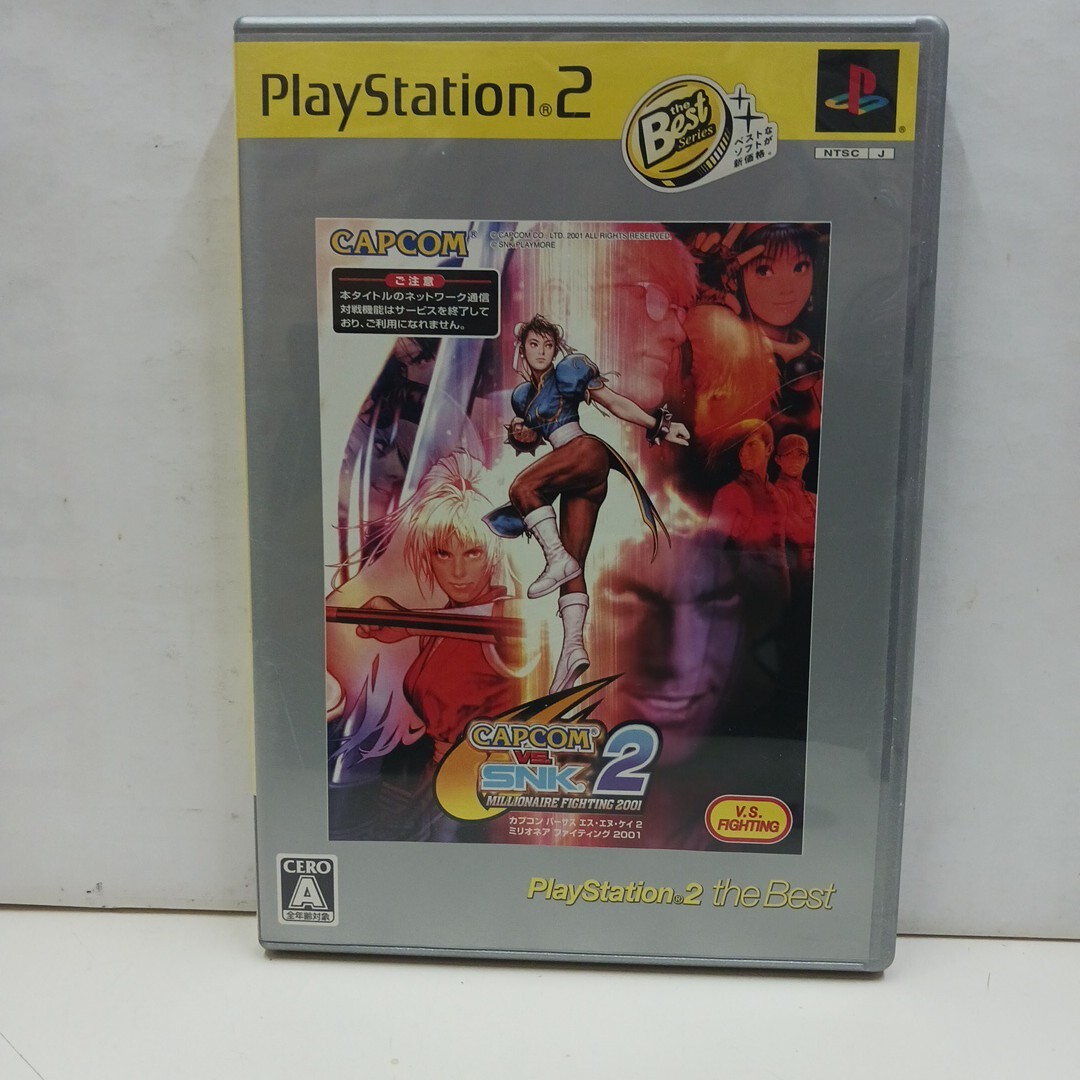 PlayStation®2
the
Best
Series
ベストな
ソフトが
新価格。
®
NTSC J
CAPCOM®
© CAPCOM CO., LTD. 2001 ALL RIGHTS RESERVED.
© SNK PLAYMORE
ご注意
本タイトルのネットワーク通信
対戦機能はサービスを終了して
おり、ご利用になれません。
CAPCOM®
VS.
SNK® 2
MILLIONAIRE FIGHTING 2001
カプコン バーサス エス・エヌ・ケイ 2
ミリオネア ファイティング 2001
V.S.
FIGHTING
CERO
A
全年齢対象
PlayStation®2 the Best